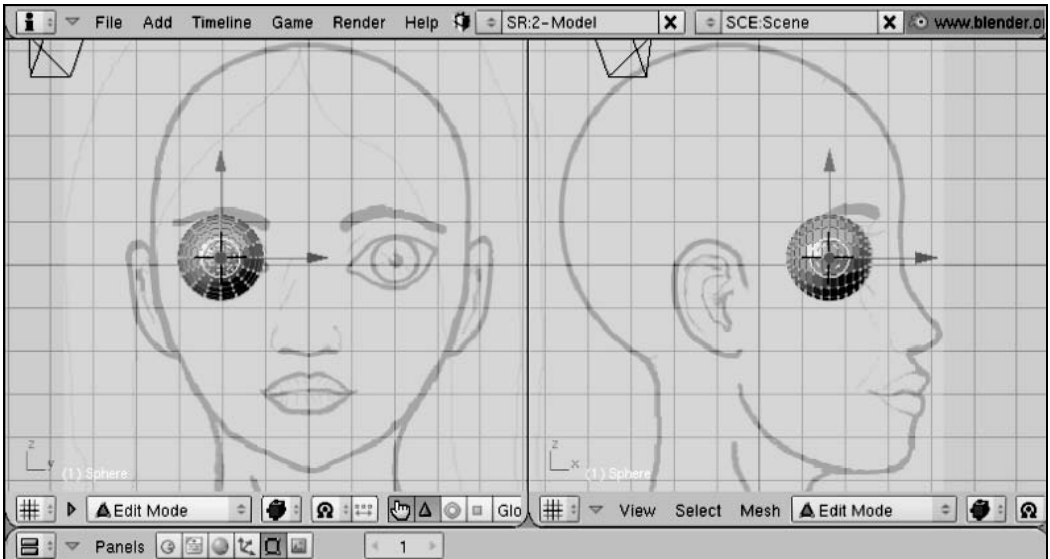 File Add Timeline Game Render Help SR:2-Model X SCE:Scene X www.blender.o
z
y
(1) Sphere
z
x
(1) Sphere
Edit Mode Glo
View Select Mesh Edit Mode
Panels 1